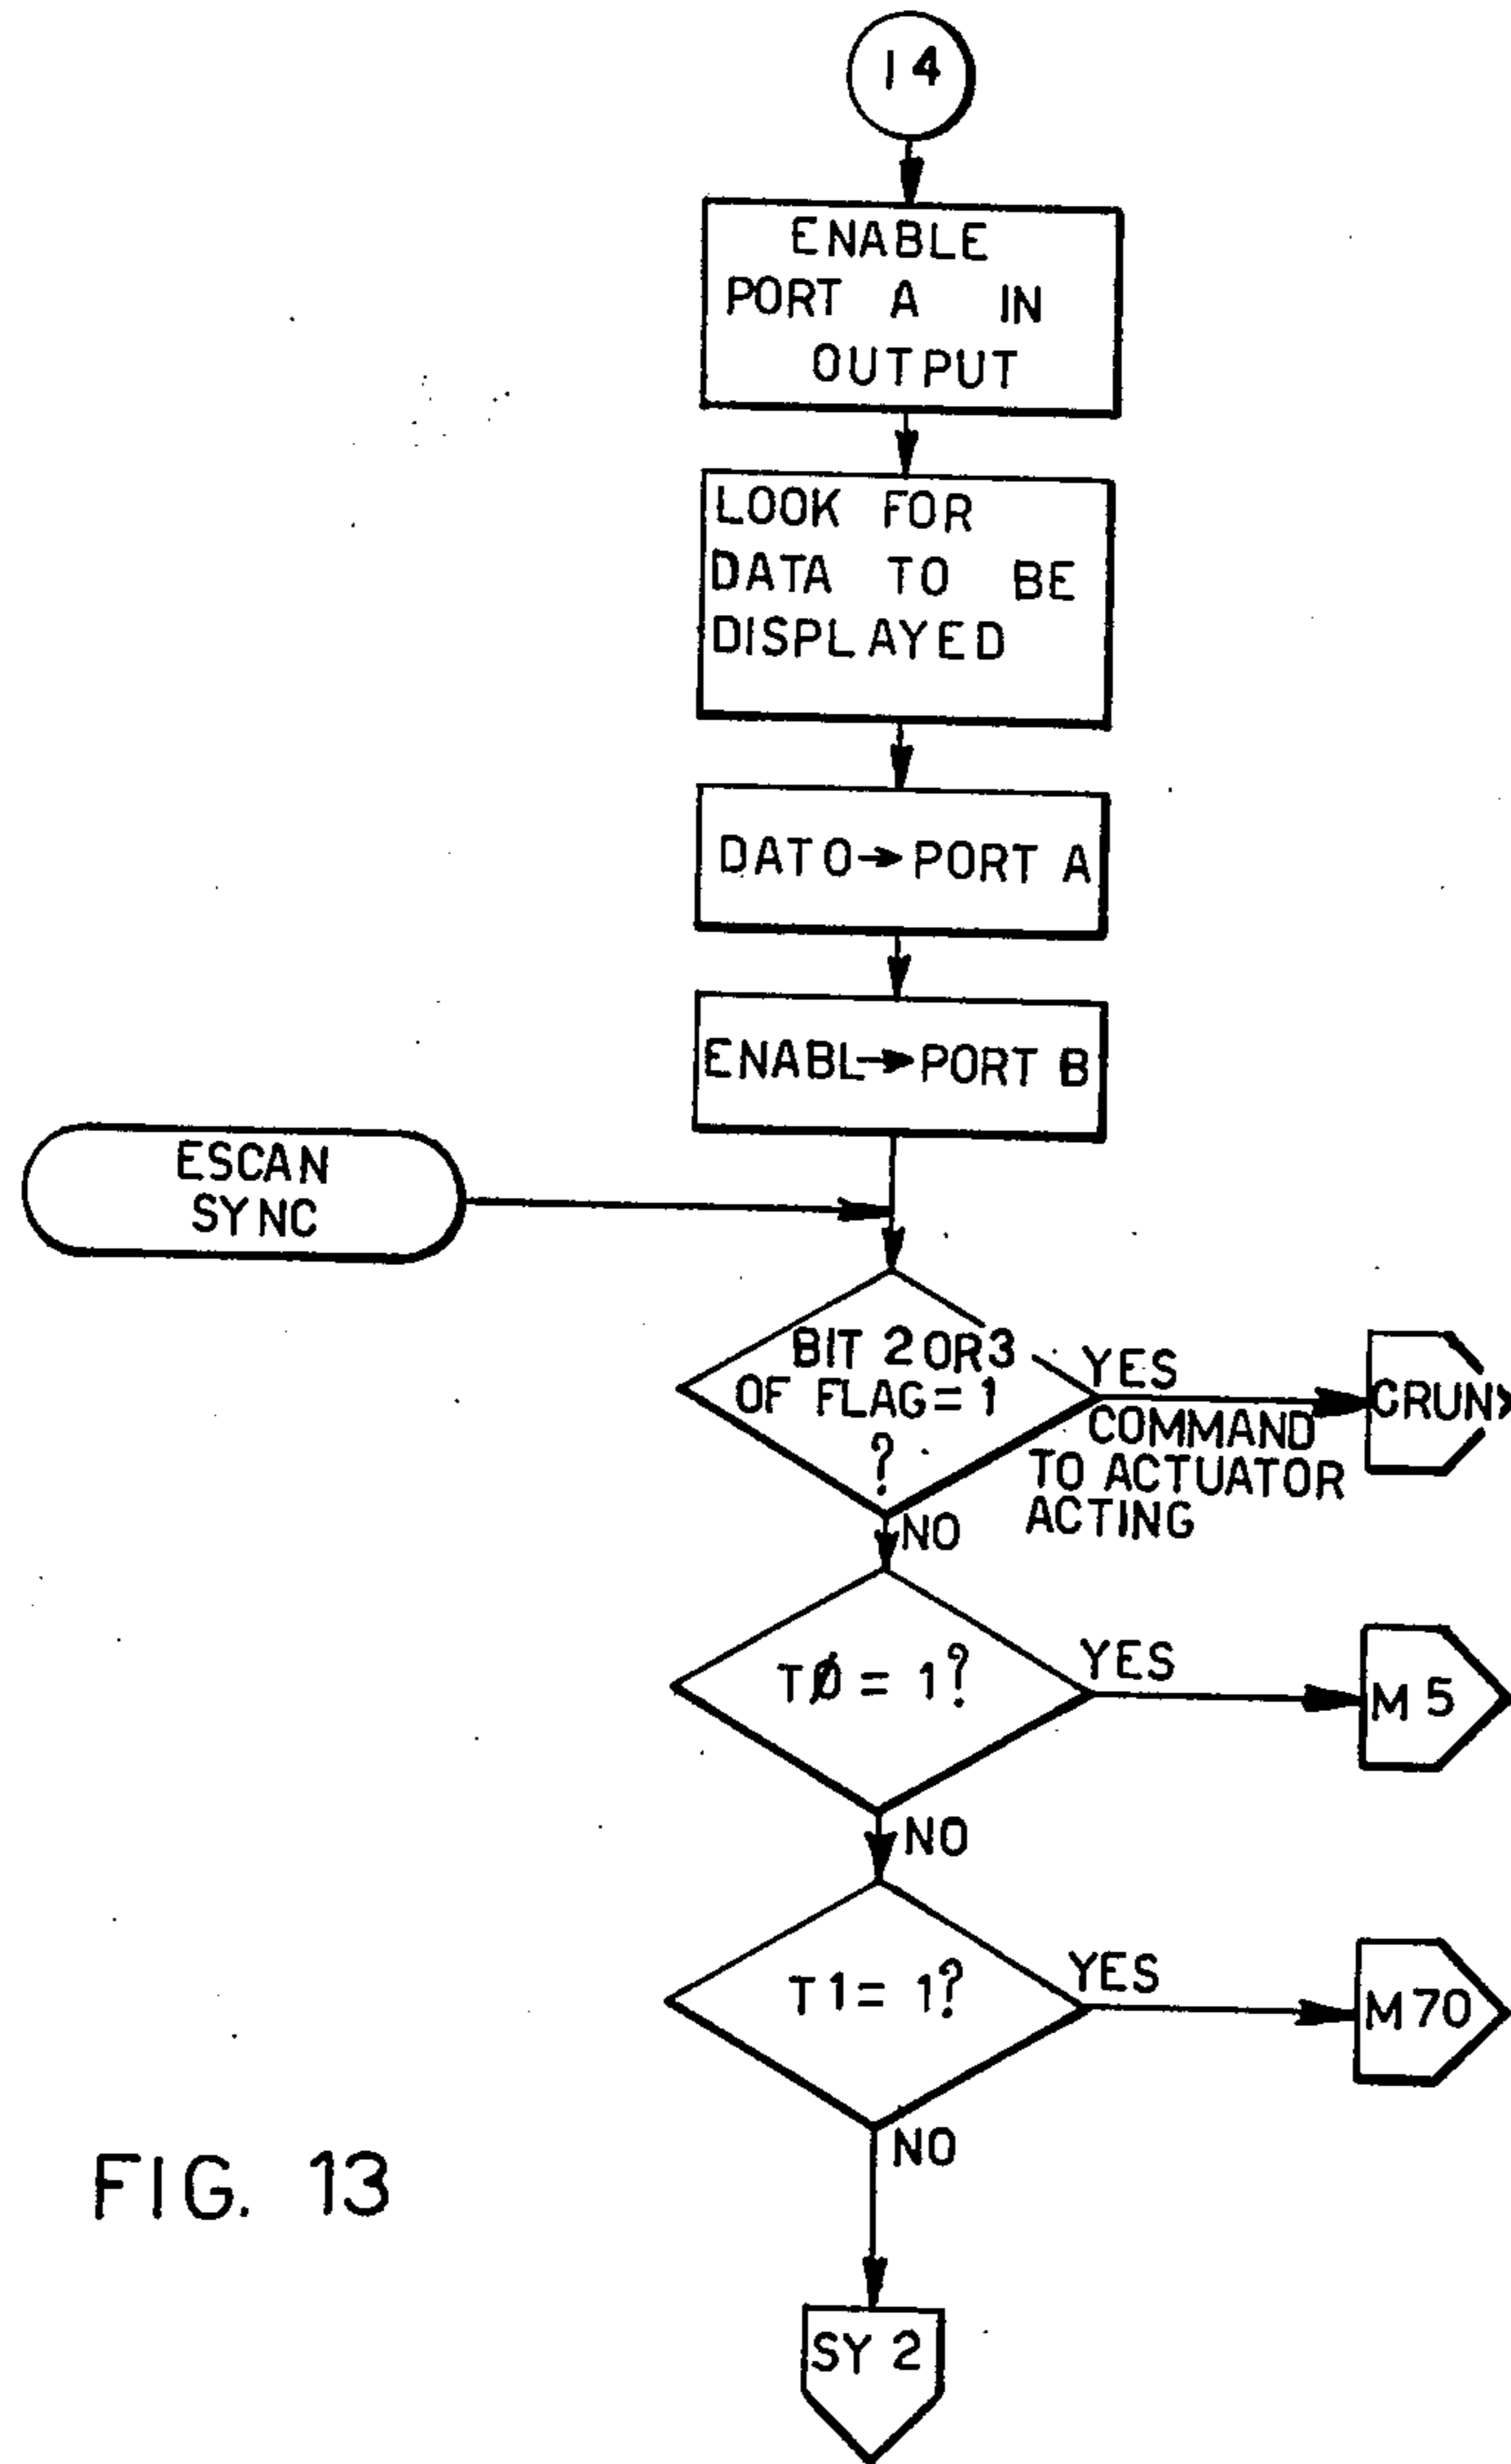 14
ENABLE
PORT A IN
OUTPUT
LOOK FOR
DATA TO BE
DISPLAYED
DATO→PORT A
ENABL→PORT B
ESCAN
SYNC
BIT 2 OR 3
OF FLAG = 1
?
YES
COMMAND
TO ACTUATOR
ACTING
CRUNX
NO
TØ = 1?
YES
M 5
NO
T1 = 1?
YES
M 70
NO
SY 2
FIG. 13